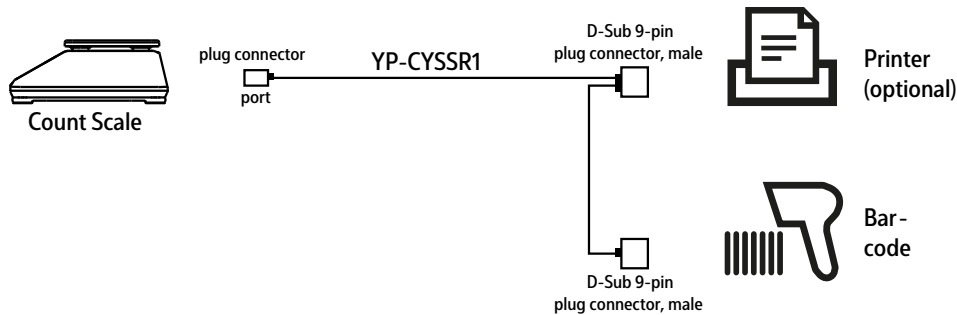 Count Scale
plug connector
port
YP-CYSSR1
D-Sub 9-pin
plug connector, male
Printer
(optional)
D-Sub 9-pin
plug connector, male
Bar-
code